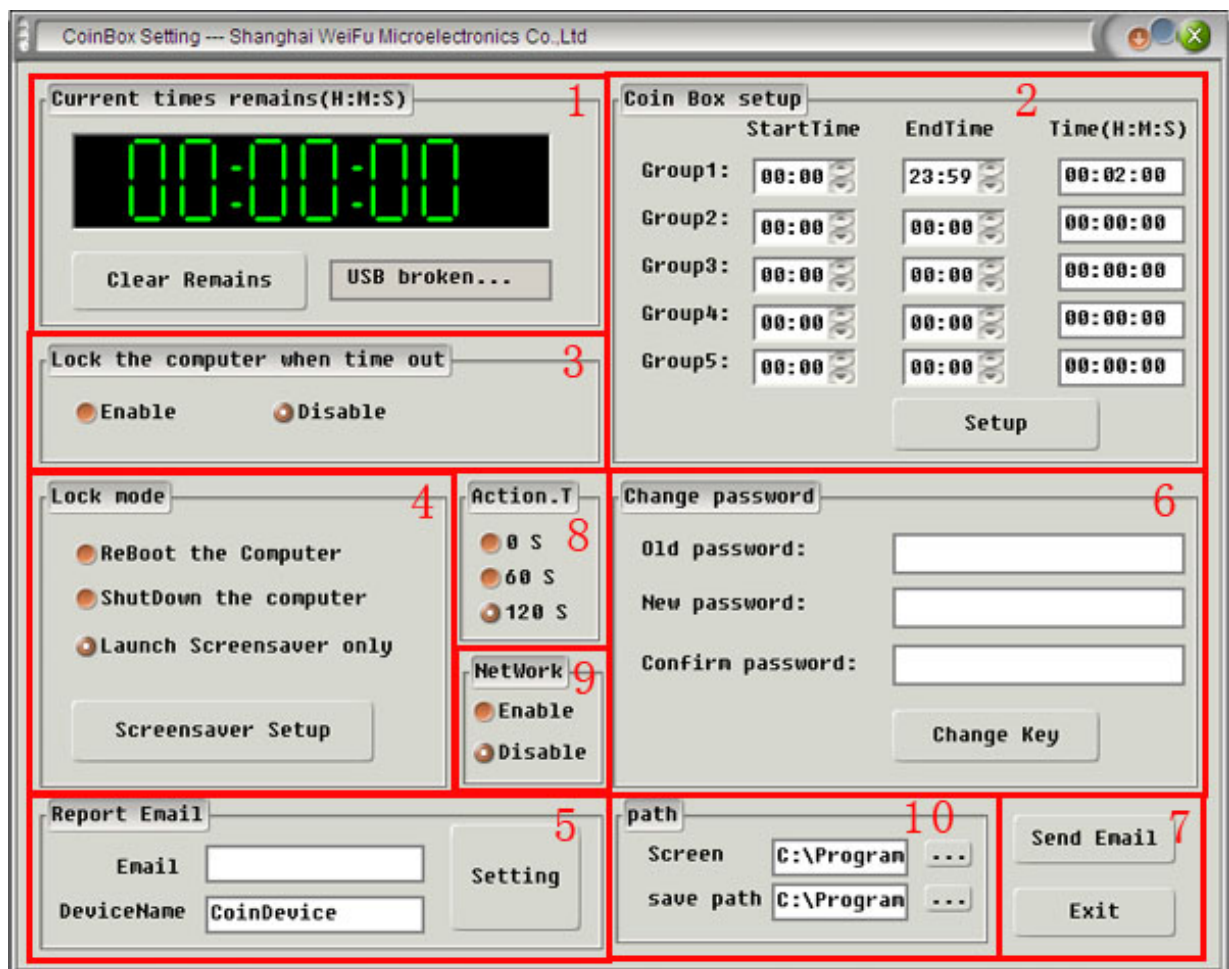 CoinBox Setting --- Shanghai WeiFu Microelectronics Co.,Ltd
Current times remains(H:M:S)
1
00:00:00
Clear Remains
USB broken...
Coin Box setup
2
StartTime EndTime Time(H:M:S)
Group1: 00:00 23:59 00:02:00
Group2: 00:00 00:00 00:00:00
Group3: 00:00 00:00 00:00:00
Group4: 00:00 00:00 00:00:00
Group5: 00:00 00:00 00:00:00
Setup
Lock the computer when time out
3
Enable Disable
Lock mode
4
ReBoot the Computer
ShutDown the computer
Launch Screensaver only
Screensaver Setup
Action.T
8
0 S
60 S
120 S
NetWork
9
Enable
Disable
Change password
6
Old password:
New password:
Confirm password:
Change Key
Report Email
5
Email
DeviceName CoinDevice
Setting
path
10
Screen C:\Program ...
save path C:\Program ...
7
Send Email
Exit